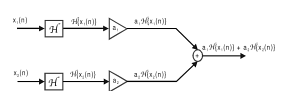 x₁(n)
ℋ
ℋ[x₁(n)]
a₁
a₁ℋ[x₁(n)]
+
a₁ℋ[x₁(n)] + a₂ℋ[x₂(n)]
x₂(n)
ℋ
ℋ[x₂(n)]
a₂
a₂ℋ[x₂(n)]